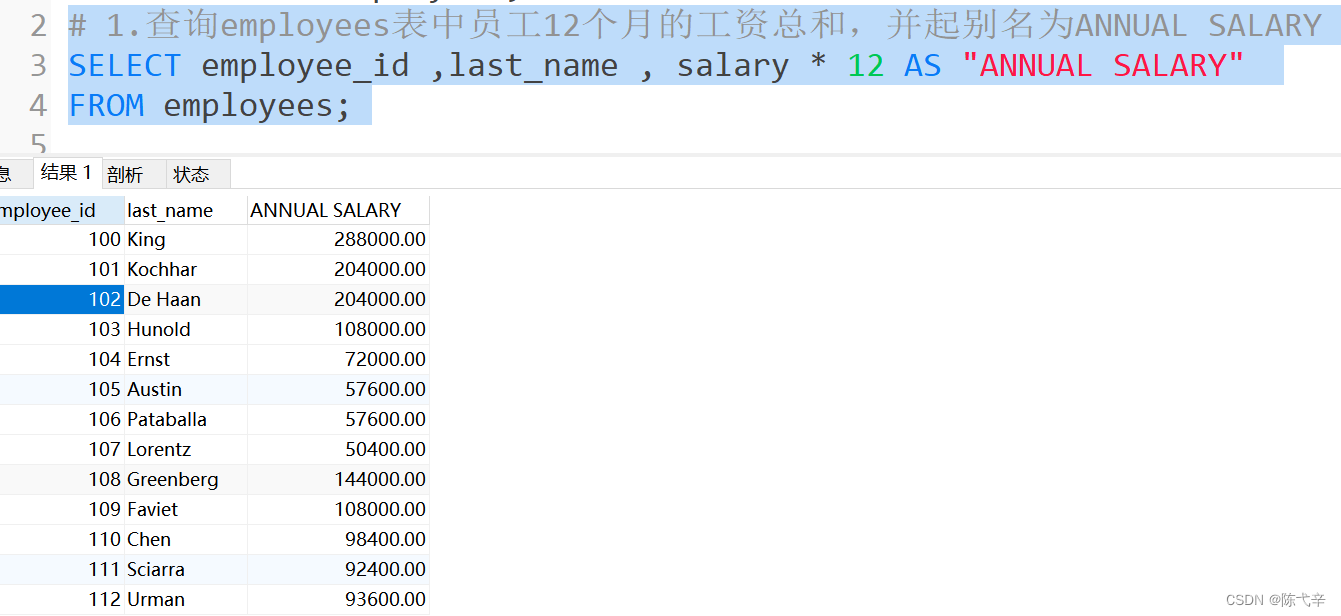 2 # 1.查询employees表中员工12个月的工资总和，并起别名为ANNUAL SALARY
3 SELECT employee_id ,last_name , salary * 12 AS "ANNUAL SALARY"
4 FROM employees;
5
息 结果 1 剖析 状态
mployee_id last_name ANNUAL SALARY
100 King 288000.00
101 Kochhar 204000.00
102 De Haan 204000.00
103 Hunold 108000.00
104 Ernst 72000.00
105 Austin 57600.00
106 Pataballa 57600.00
107 Lorentz 50400.00
108 Greenberg 144000.00
109 Faviet 108000.00
110 Chen 98400.00
111 Sciarra 92400.00
112 Urman 93600.00
CSDN @陈弋辛